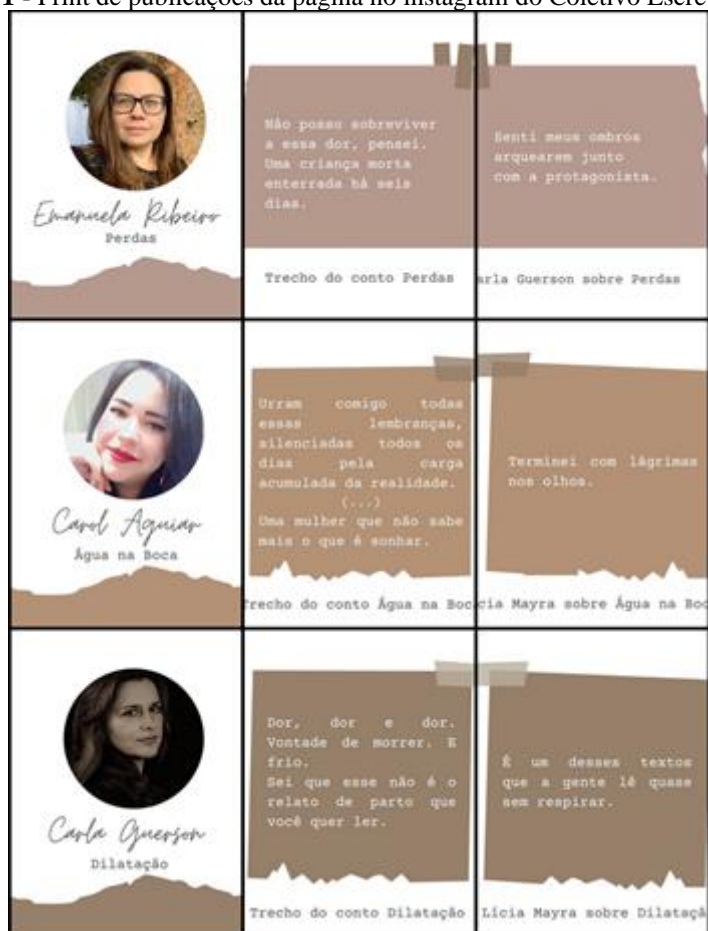 - Print de publicações da página no instagram do Coletivo
Emanuela Ribeiro
Perdas
Não posso sobreviver
a essa dor, pensei.
Uma criança morta
enterrada há seis
dias.
Trecho do conto Perdas
Senti meus ombros
arquearem junto
com a protagonista.
arla Guerson sobre Perdas
Carol Aguiar
Água na Boca
Urram comigo todas
essas lembranças,
silenciadas todos os
dias pela carga
acumulada da realidade.
(...)
Uma mulher que não sabe
mais o que é sonhar.
Trecho do conto Água na Boc
Terminei com lágrimas
nos olhos.
cia Mayra sobre Água na Boc
Carla Guerson
Dilatação
Dor, dor e dor.
Vontade de morrer. E
frio.
Sei que esse não é o
relato de parto que
você quer ler.
Trecho do conto Dilatação
É um desses textos
que a gente lê quase
sem respirar.
Lícia Mayra sobre Dilataçã